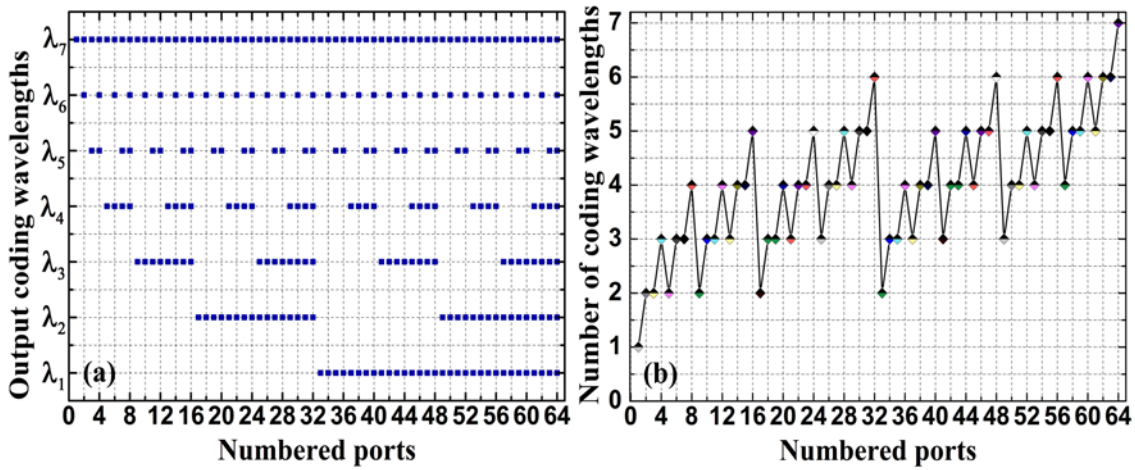 Output coding wavelengths
λ7
λ6
λ5
λ4
λ3
λ2
λ1
(a)
0 8 16 24 32 40 48 56 64
4 12 20 28 36 44 52 60
Numbered ports
Number of coding wavelengths
7
6
5
4
3
2
1
0
(b)
0 4 8 12 16 20 24 28 32 36 40 44 48 52 56 60 64
Numbered ports